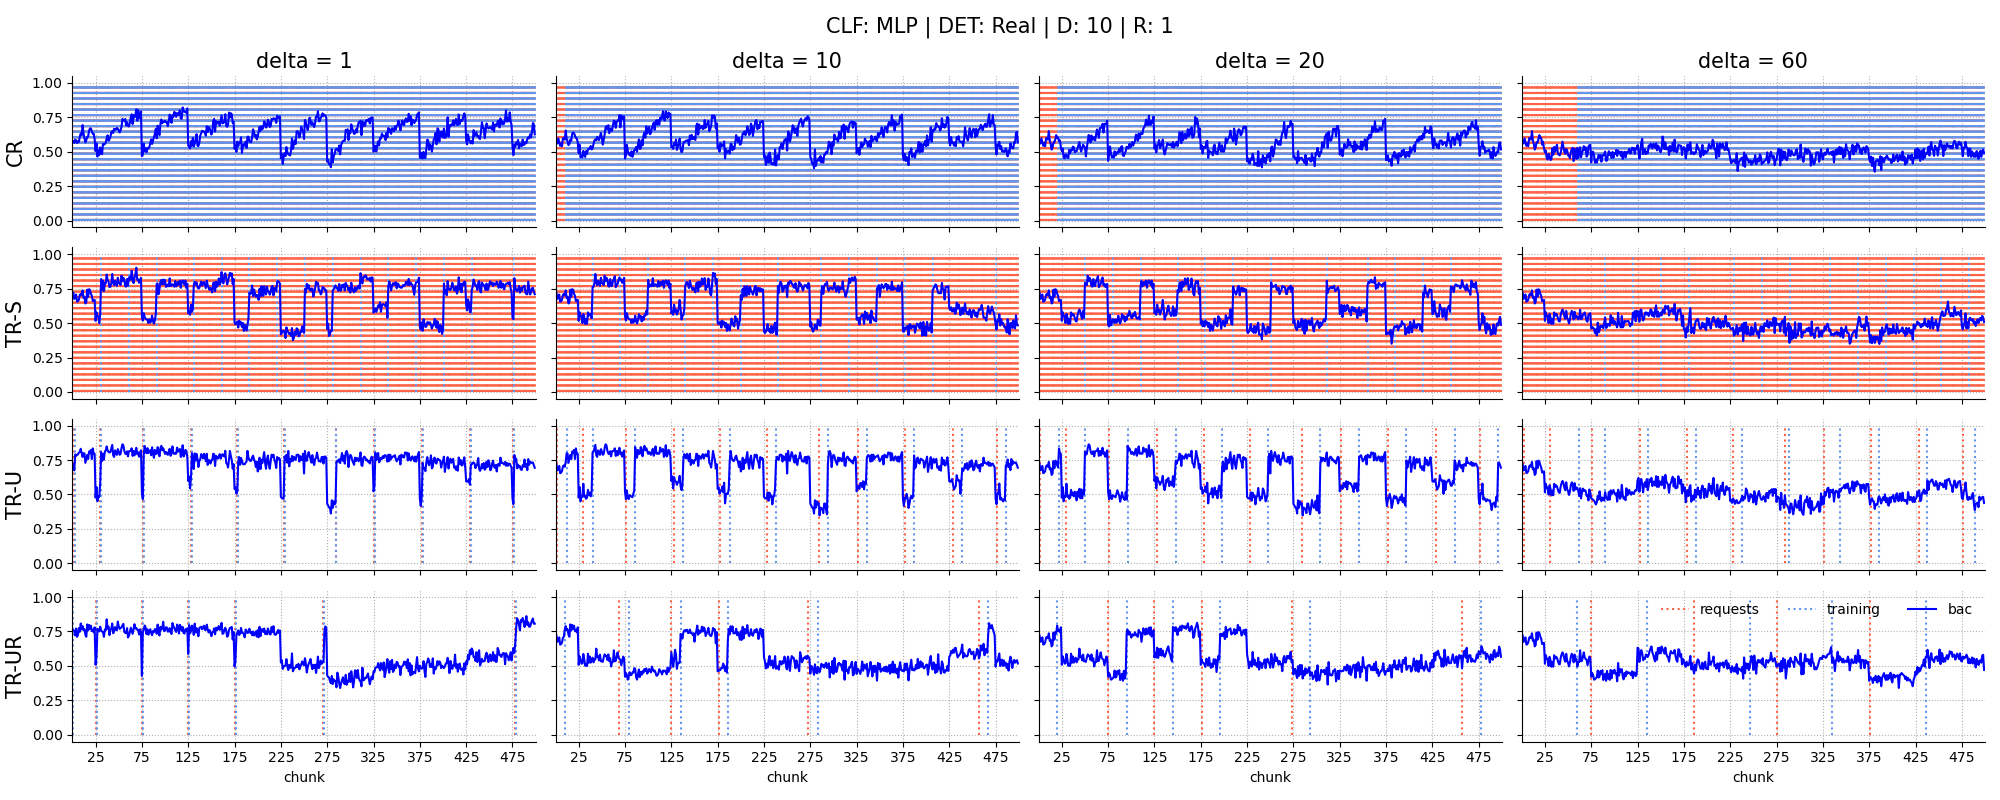 CLF: MLP | DET: Real | D: 10 | R: 1
delta = 1 delta = 10 delta = 20 delta = 60
CR
1.00
0.75
0.50
0.25
0.00
TR-S
1.00
0.75
0.50
0.25
0.00
TR-U
1.00
0.75
0.50
0.25
0.00
TR-UR
1.00
0.75
0.50
0.25
0.00
requests training bac
25 75 125 175 225 275 325 375 425 475 25 75 125 175 225 275 325 375 425 475 25 75 125 175 225 275 325 375 425 475 25 75 125 175 225 275 325 375 425 475
chunk chunk chunk chunk